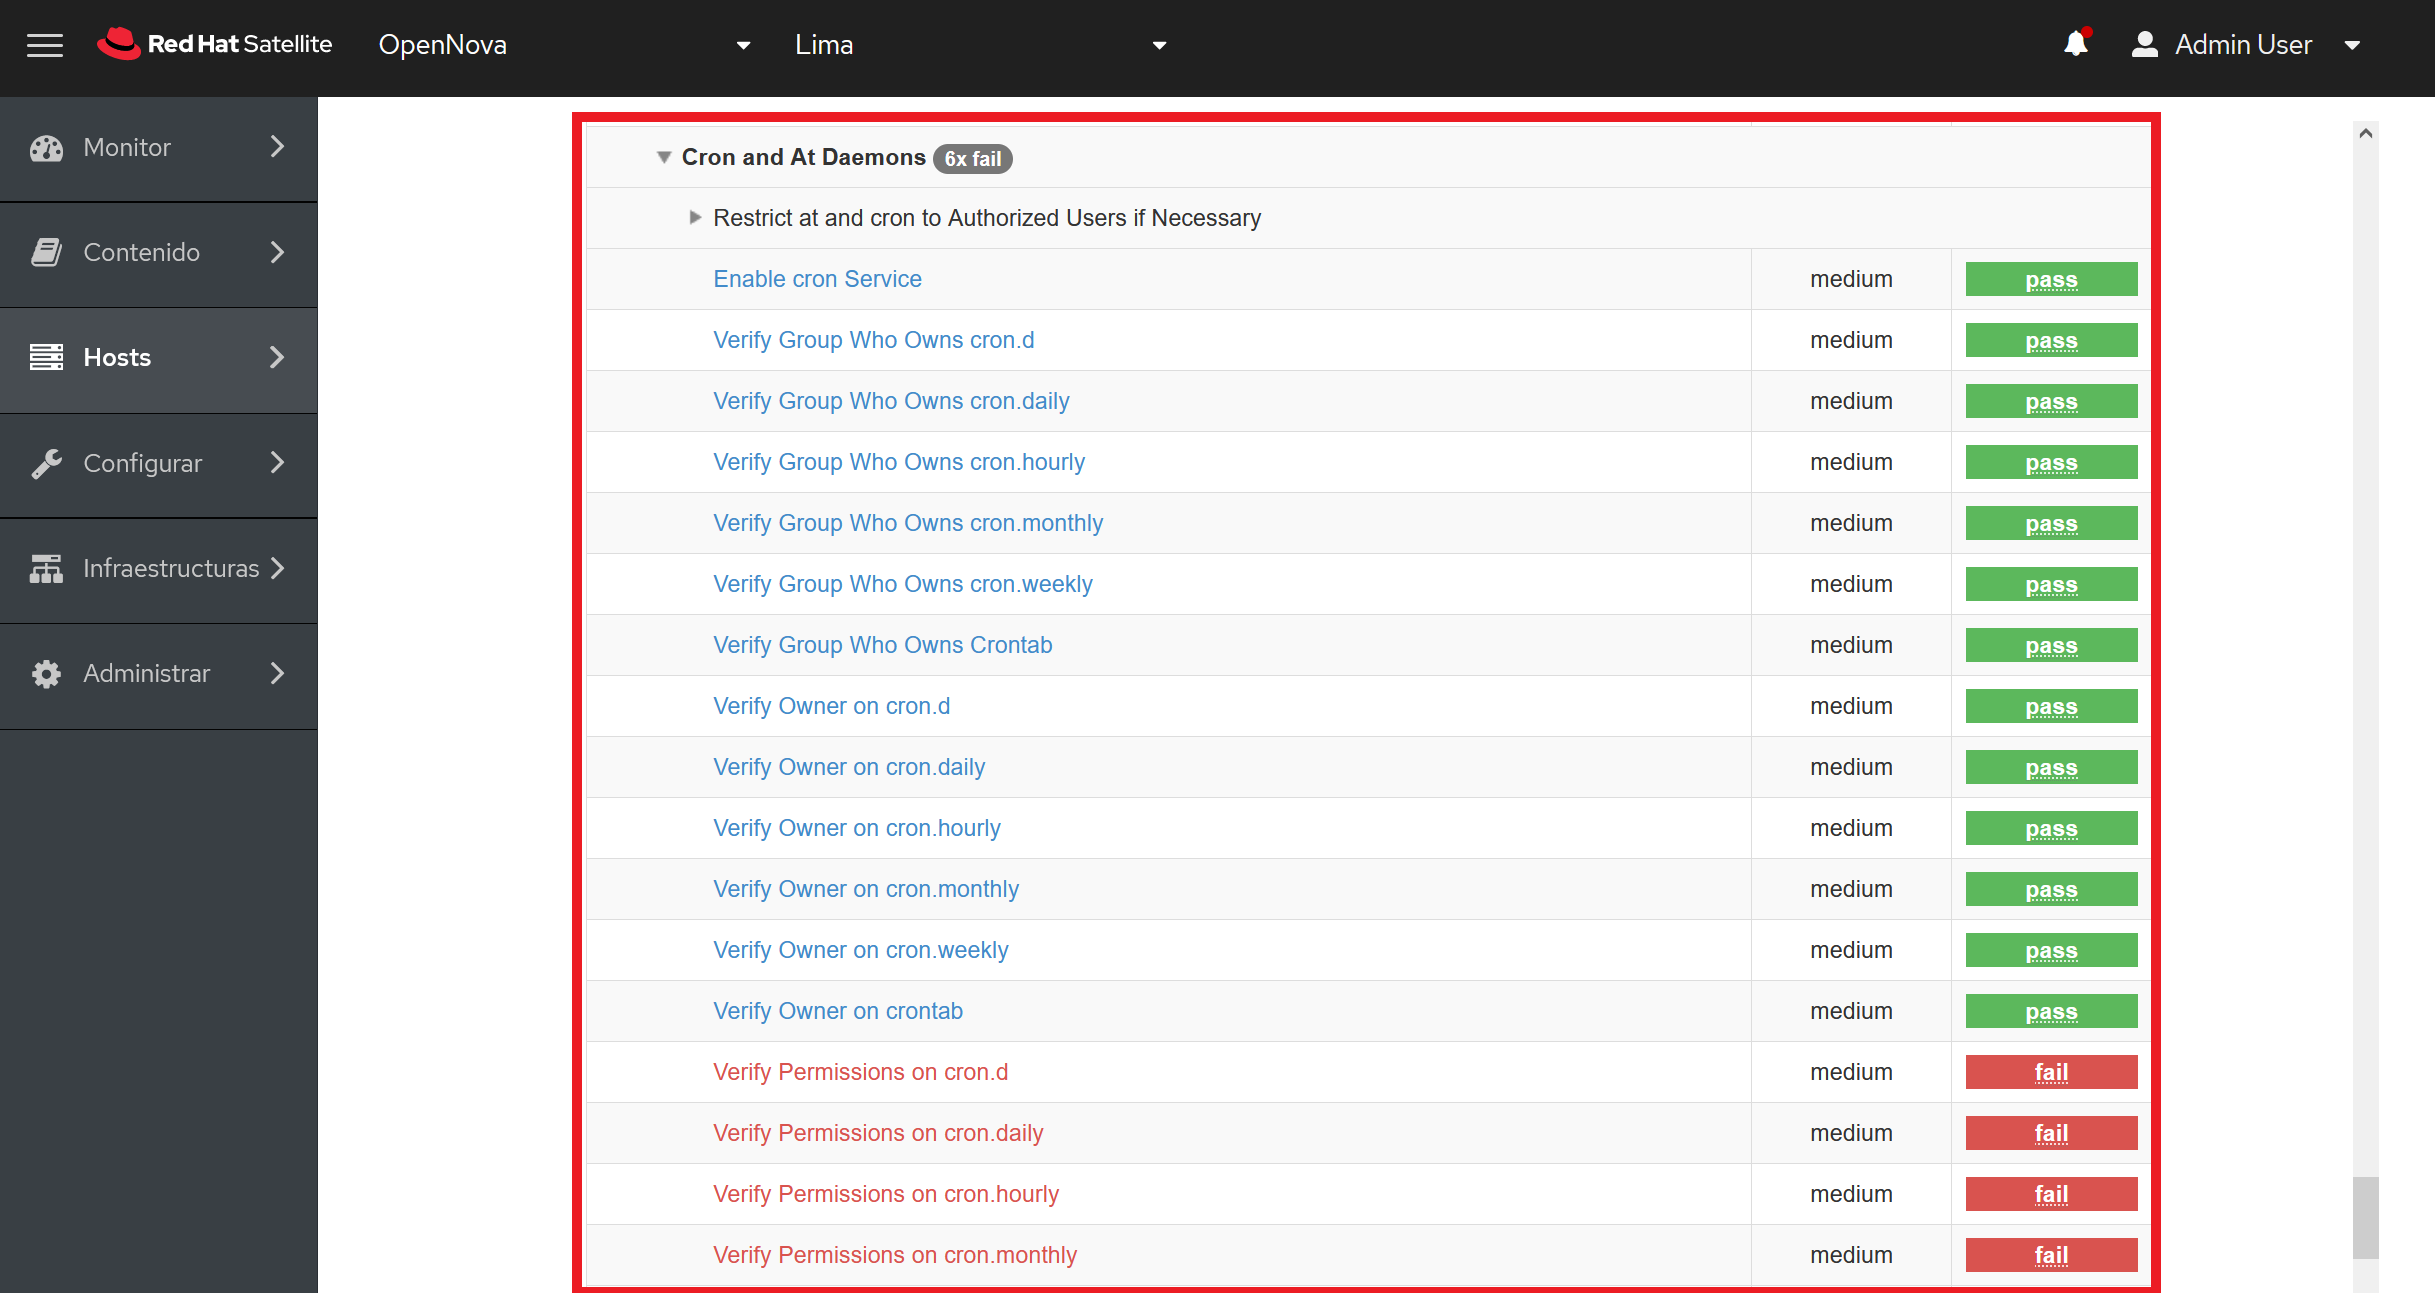 Red Hat Satellite OpenNova Lima Admin User
Monitor
Contenido
Hosts
Configurar
Infraestructuras
Administrar
Cron and At Daemons 6x fail
Restrict at and cron to Authorized Users if Necessary
Enable cron Service medium pass
Verify Group Who Owns cron.d medium pass
Verify Group Who Owns cron.daily medium pass
Verify Group Who Owns cron.hourly medium pass
Verify Group Who Owns cron.monthly medium pass
Verify Group Who Owns cron.weekly medium pass
Verify Group Who Owns Crontab medium pass
Verify Owner on cron.d medium pass
Verify Owner on cron.daily medium pass
Verify Owner on cron.hourly medium pass
Verify Owner on cron.monthly medium pass
Verify Owner on cron.weekly medium pass
Verify Owner on crontab medium pass
Verify Permissions on cron.d medium fail
Verify Permissions on cron.daily medium fail
Verify Permissions on cron.hourly medium fail
Verify Permissions on cron.monthly medium fail